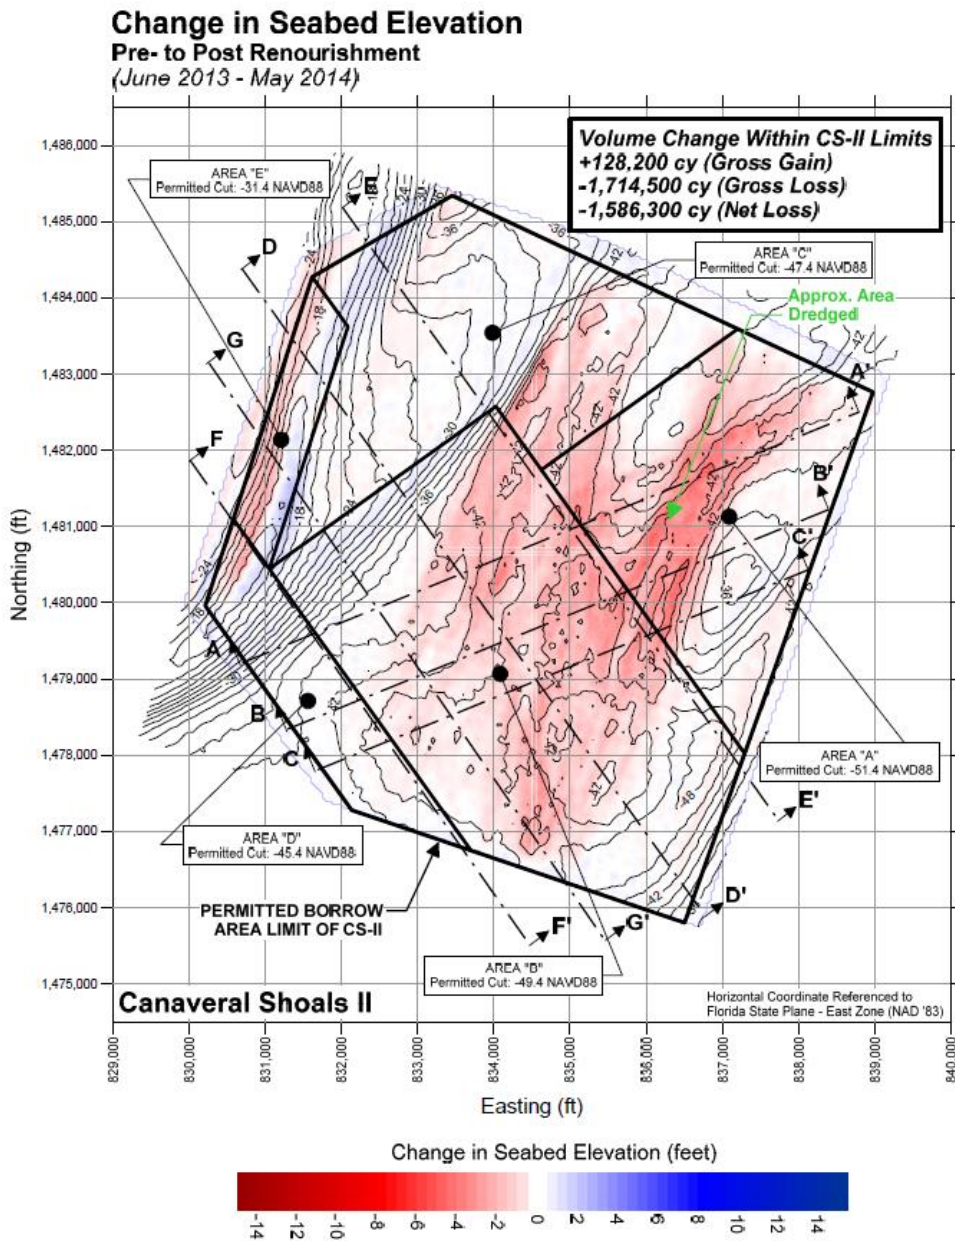 Change in Seabed Elevation
Pre- to Post Renourishment
(June 2013 - May 2014)
Volume Change Within CS-II Limits
+128,200 cy (Gross Gain)
-1,714,500 cy (Gross Loss)
-1,586,300 cy (Net Loss)
AREA "E"
Permitted Cut: -31.4 NAVD88
AREA "C"
Permitted Cut: -47.4 NAVD88
Approx. Area
Dredged
E
D
G
F
A
B
C
A'
B'
C'
E'
D'
G'
F'
AREA "A"
Permitted Cut: -51.4 NAVD88
AREA "D"
Permitted Cut: -45.4 NAVD88
PERMITTED BORROW
AREA LIMIT OF CS-II
AREA "B"
Permitted Cut: -49.4 NAVD88
Canaveral Shoals II
Horizontal Coordinate Referenced to
Florida State Plane - East Zone (NAD '83)
Northing (ft)
1,486,000
1,485,000
1,484,000
1,483,000
1,482,000
1,481,000
1,480,000
1,479,000
1,478,000
1,477,000
1,476,000
1,475,000
829,000
830,000
831,000
832,000
833,000
834,000
835,000
836,000
837,000
838,000
839,000
Easting (ft)
Change in Seabed Elevation (feet)
-14
-12
-10
-8
-6
-4
-2
0
2
4
6
8
10
12
14